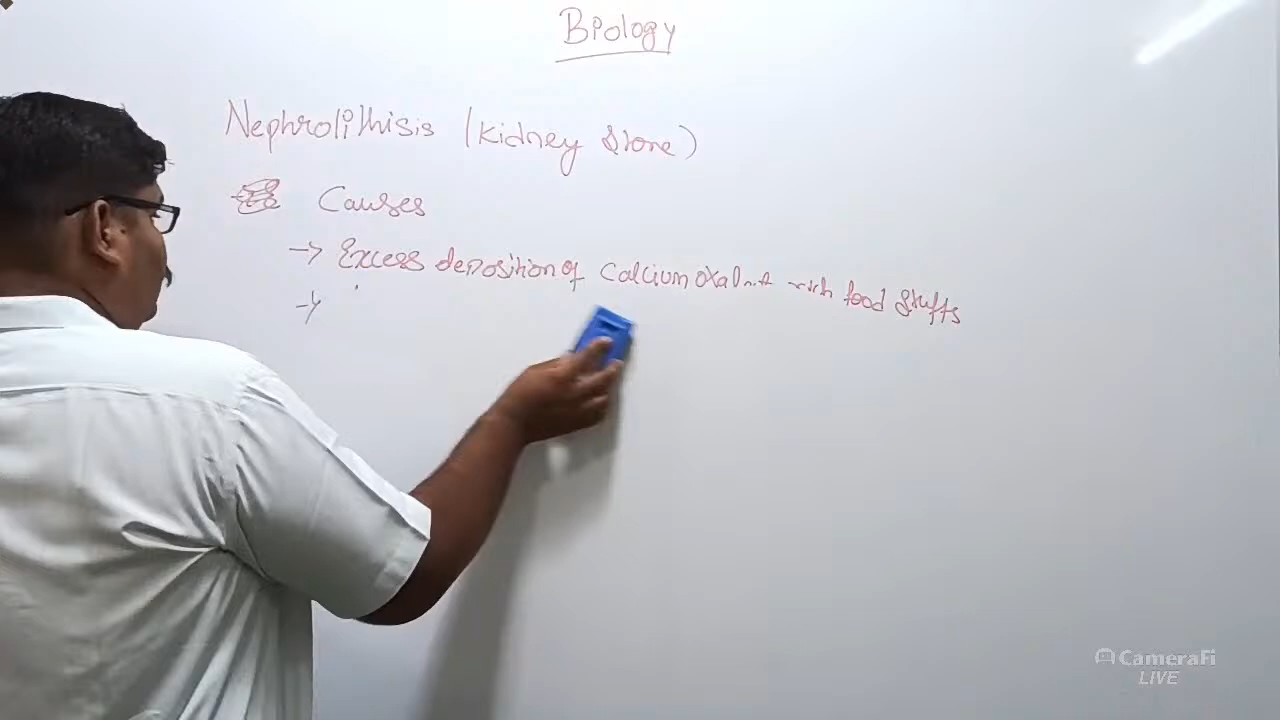 Biology
Nephrolithisis (Kidney Stone)
Causes
-> Excess deposition of Calcium oxalate rich food stuffs
->
CameraFi
LIVE